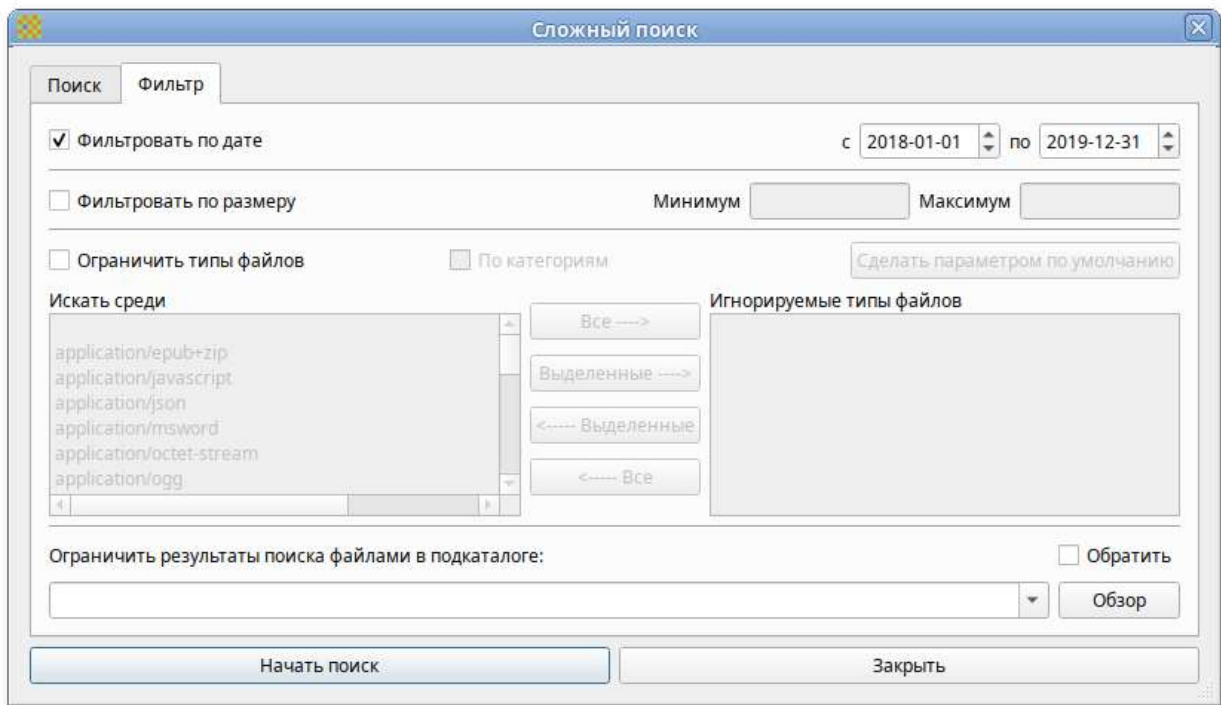 Сложный поиск
Поиск Фильтр
Фильтровать по дате с 2018-01-01 по 2019-12-31
Фильтровать по размеру Минимум Максимум
Ограничить типы файлов По категориям Сделать параметром по умолчанию
Искать среди Игнорируемые типы файлов
Все ---->
application/epub+zip
application/javascript
Выделенные ---->
application/json
application/msword
<----- Выделенные
application/octet-stream
application/ogg
<----- Все
Ограничить результаты поиска файлами в подкаталоге: Обратить
Обзор
Начать поиск Закрыть